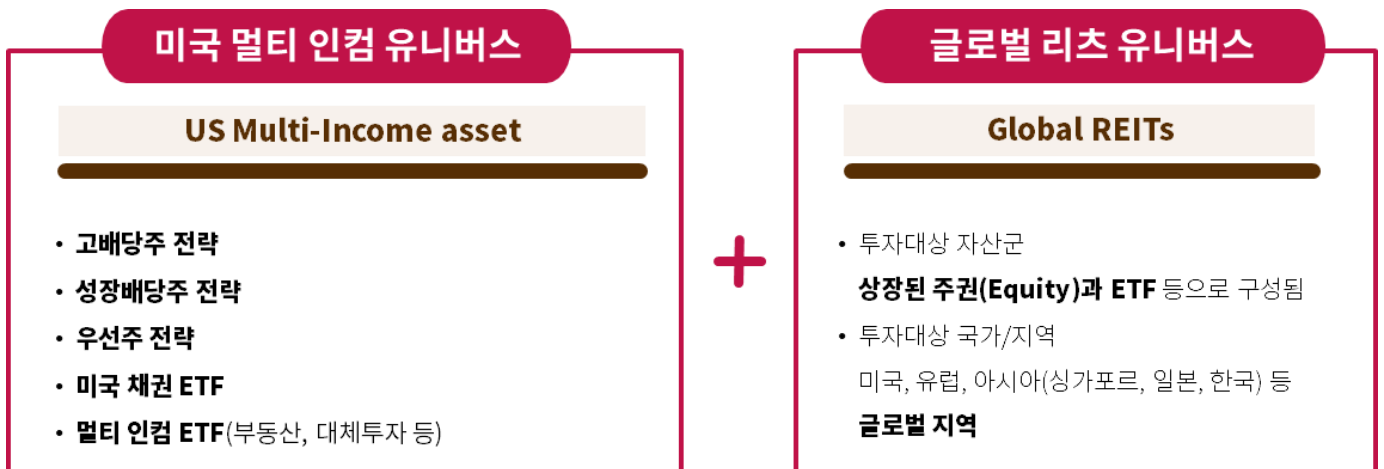 미국 멀티 인컴 유니버스
US Multi-Income asset
• 고배당주 전략
• 성장배당주 전략
• 우선주 전략
• 미국 채권 ETF
• 멀티 인컴 ETF(부동산, 대체투자 등)
+
글로벌 리츠 유니버스
Global REITs
• 투자대상 자산군
상장된 주권(Equity)과 ETF 등으로 구성됨
• 투자대상 국가/지역
미국, 유럽, 아시아(싱가포르, 일본, 한국) 등
글로벌 지역